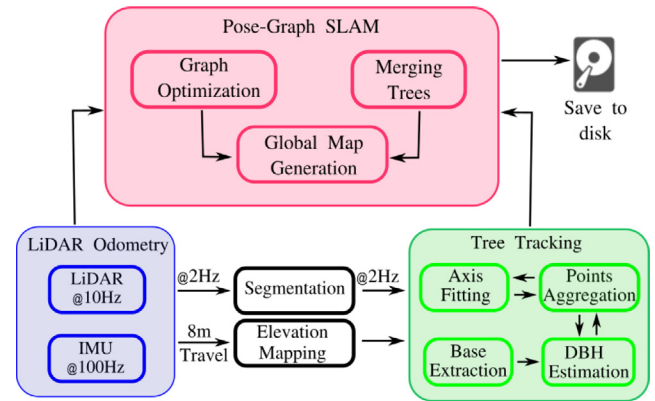 Pose-Graph SLAM
Graph
Optimization
Merging
Trees
Global Map
Generation
Save to
disk
LiDAR Odometry
LiDAR
@10Hz
IMU
@100Hz
@2Hz
8m
Travel
Segmentation
Elevation
Mapping
@2Hz
Tree Tracking
Axis
Fitting
Points
Aggregation
Base
Extraction
DBH
Estimation